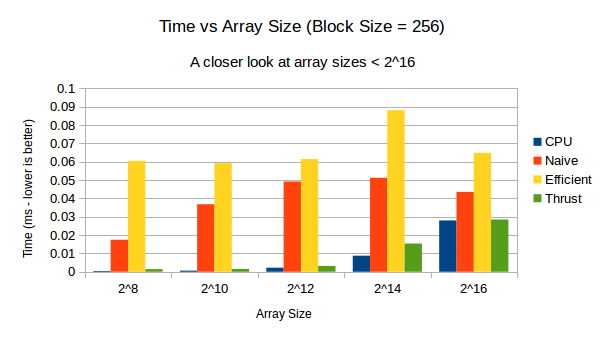 Time vs Array Size (Block Size = 256)
A closer look at array sizes < 2^16
Time (ms - lower is better)
0.1
0.09
0.08
0.07
0.06
0.05
0.04
0.03
0.02
0.01
0
2^8 2^10 2^12 2^14 2^16
Array Size
CPU
Naive
Efficient
Thrust